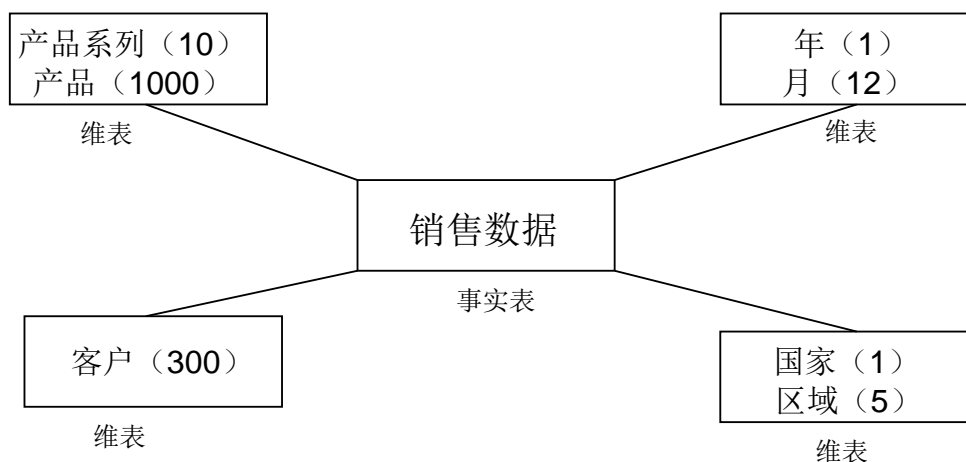 产品系列（10）
产品（1000）
维表
年（1）
月（12）
维表
销售数据
事实表
客户（300）
维表
国家（1）
区域（5）
维表